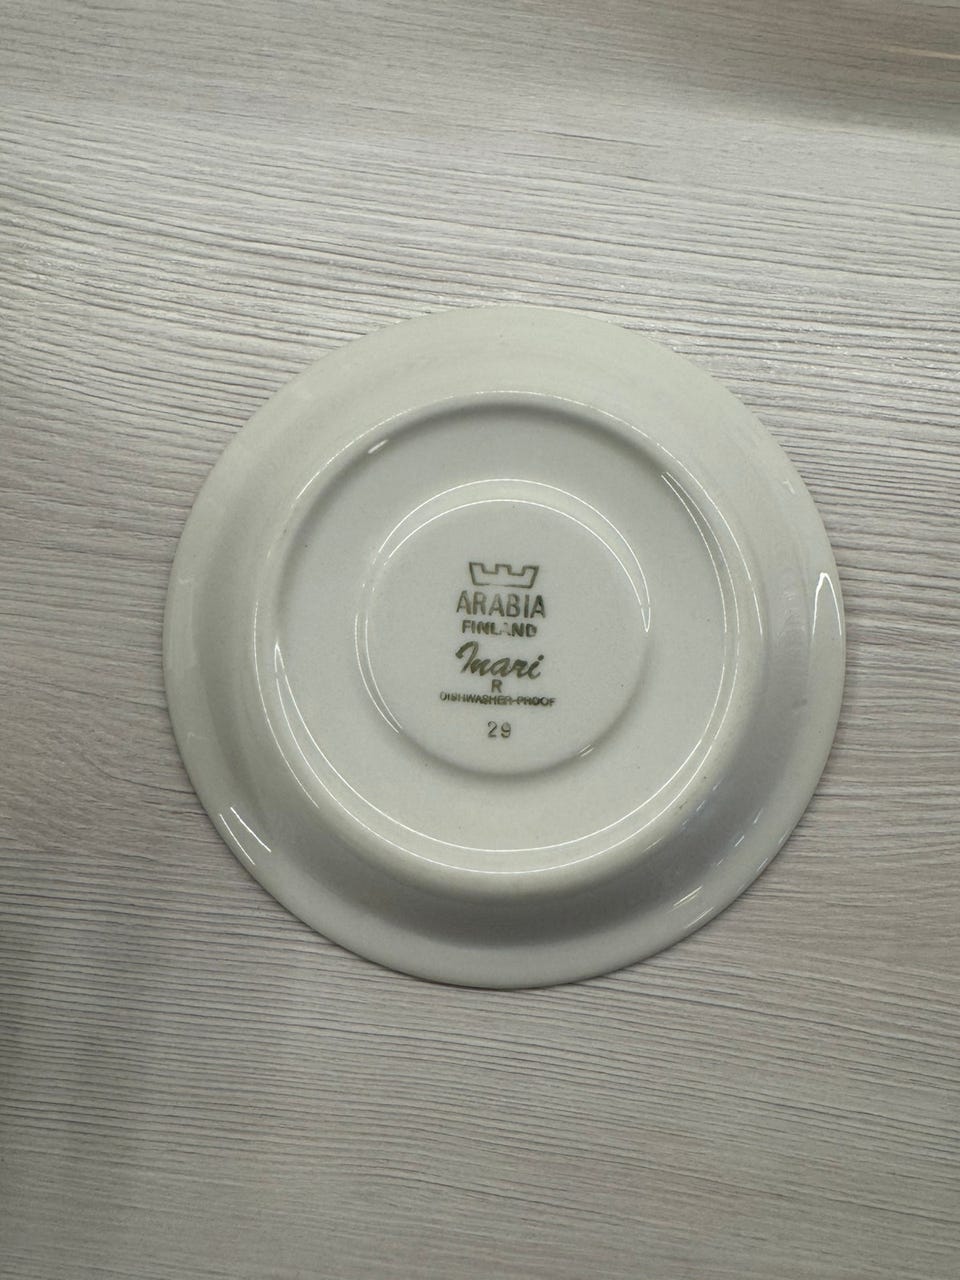 ARABIA
FINLAND
Inari
R
DISHWASHER-PROOF
29